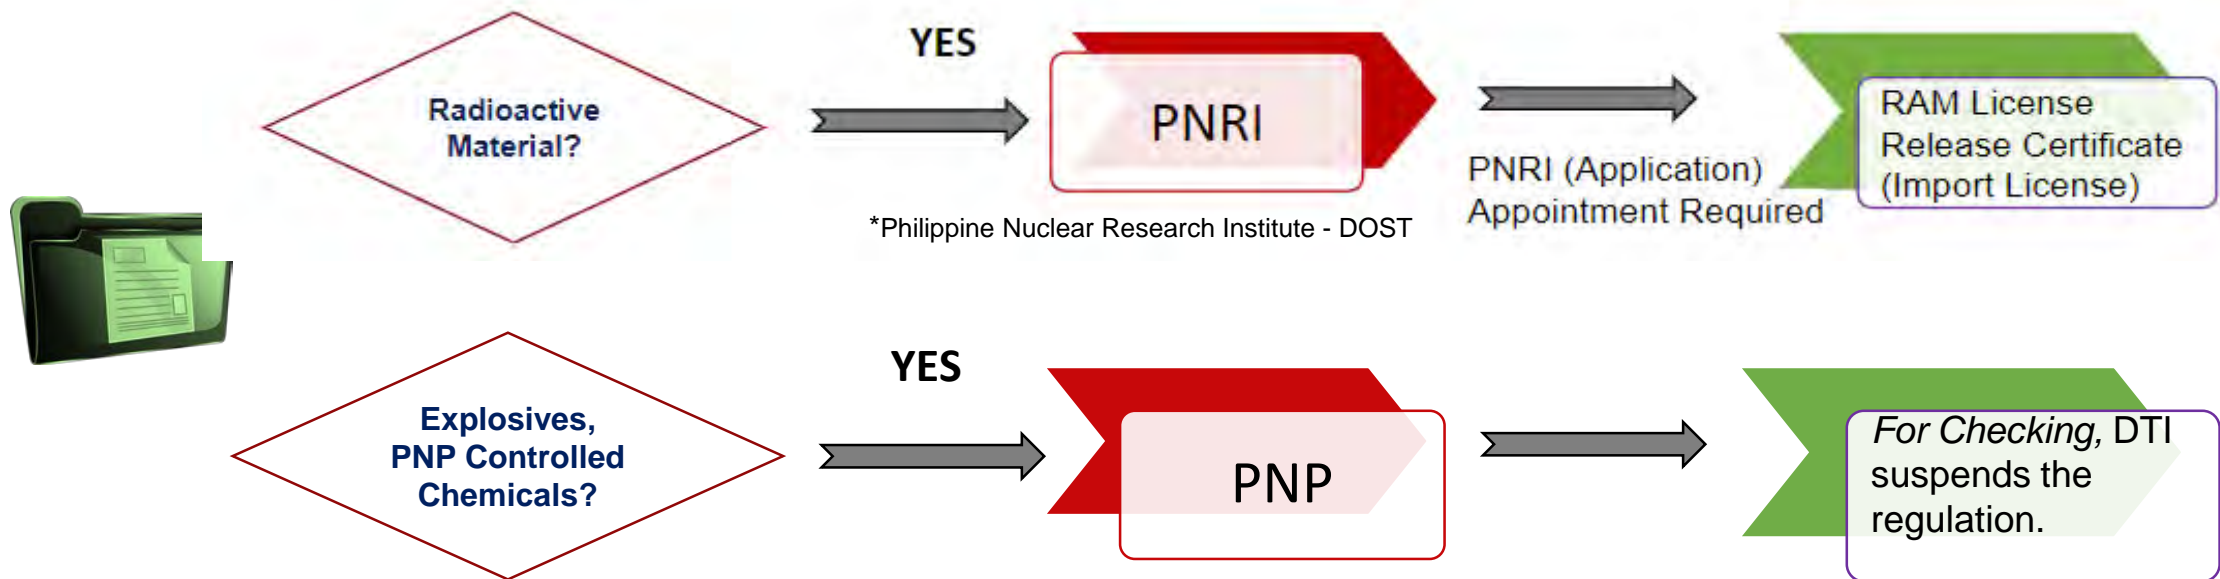 Radioactive
Material?
YES
PNRI
*Philippine Nuclear Research Institute - DOST
PNRI (Application)
Appointment Required
RAM License
Release Certificate
(Import License)
Explosives,
PNP Controlled
Chemicals?
YES
PNP
For Checking, DTI
suspends the
regulation.